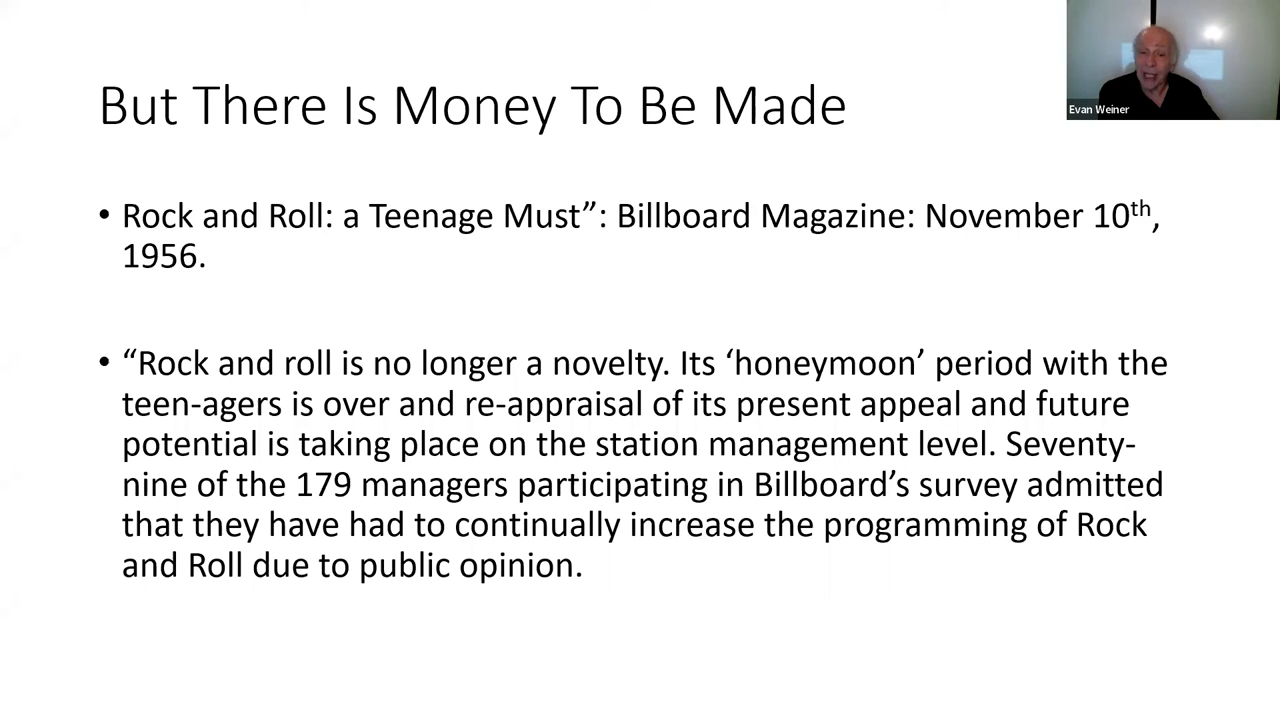 But There Is Money To Be Made
Evan Weiner
• Rock and Roll: a Teenage Must”: Billboard Magazine: November 10th,
1956.
• “Rock and roll is no longer a novelty. Its ‘honeymoon’ period with the
teen-agers is over and re-appraisal of its present appeal and future
potential is taking place on the station management level. Seventy-
nine of the 179 managers participating in Billboard’s survey admitted
that they have had to continually increase the programming of Rock
and Roll due to public opinion.